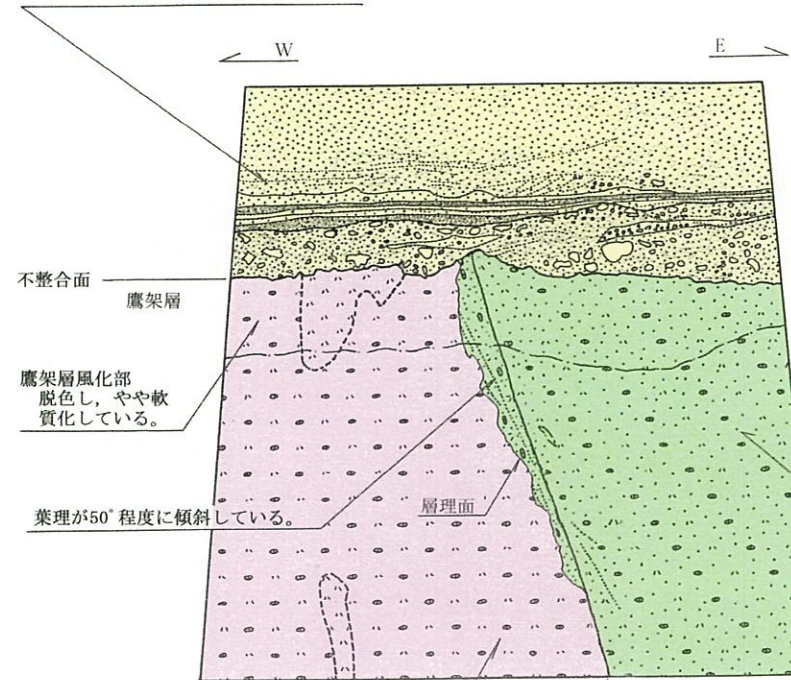 W
E
不整合面
鷹架層
鷹架層風化部
脱色し，やや軟
質化している。
葉理が50°程度に傾斜している。
層理面